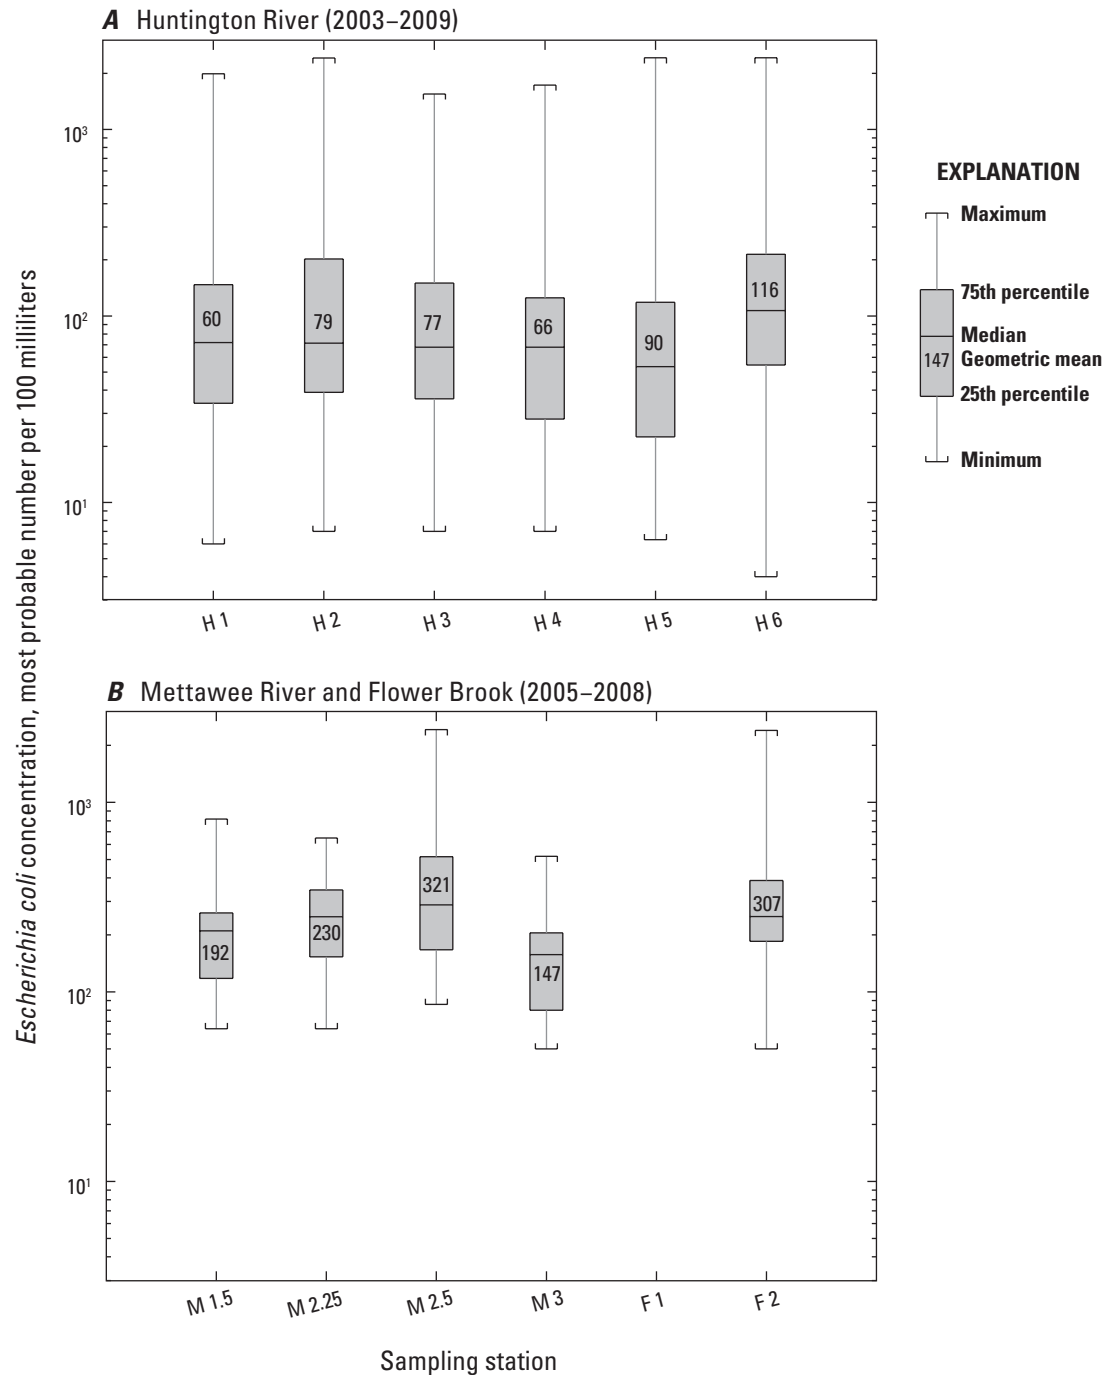 A Huntington River (2003–2009)
10³
10²
10¹
60
79
77
66
90
116
H 1
H 2
H 3
H 4
H 5
H 6
EXPLANATION
Maximum
75th percentile
Median
147
Geometric mean
25th percentile
Minimum
Escherichia coli concentration, most probable number per 100 milliliters
B Mettawee River and Flower Brook (2005–2008)
10³
10²
10¹
192
230
321
147
307
M 1.5
M 2.25
M 2.5
M 3
F 1
F 2
Sampling station